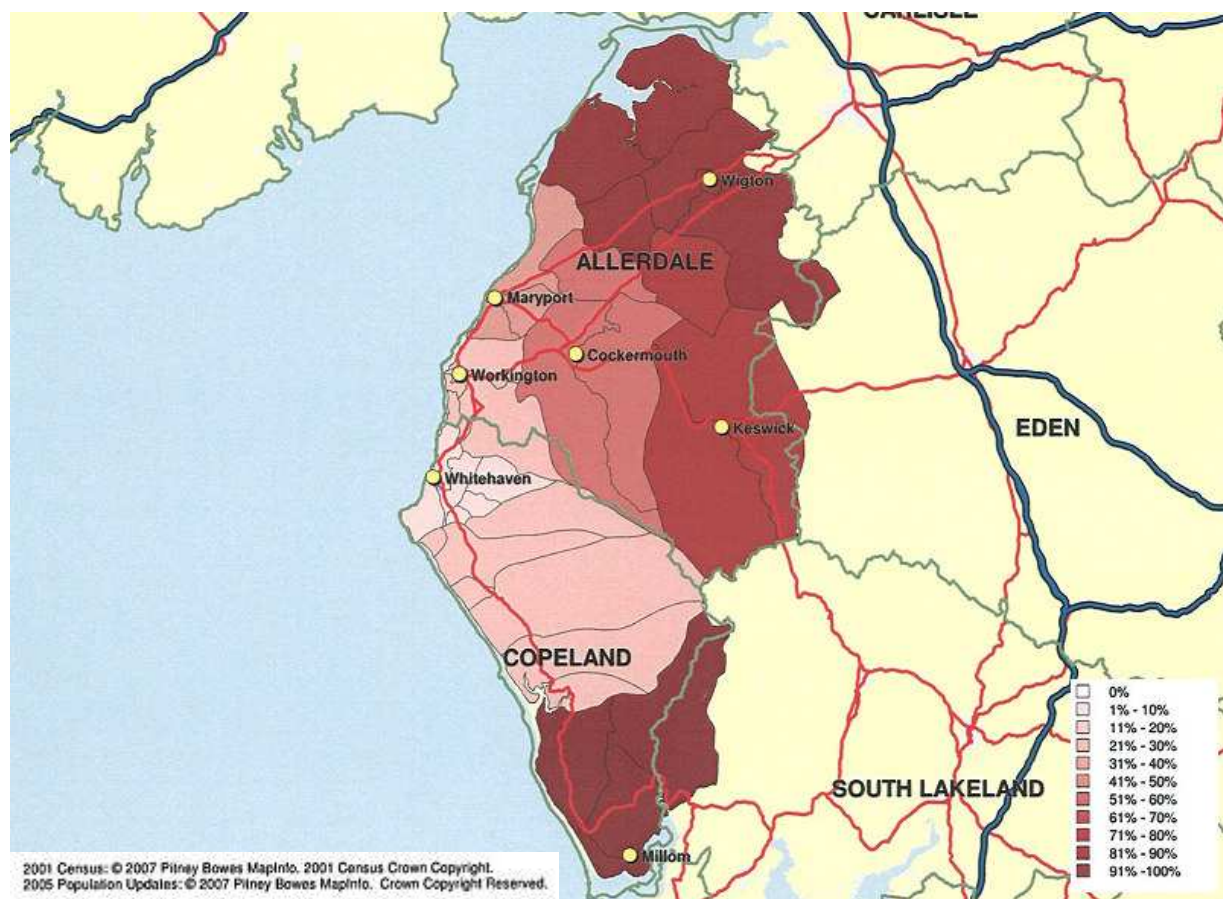 CARLISLE
Wigton
ALLERDALE
Maryport
Cockermouth
Workington
Keswick
EDEN
Whitehaven
COPELAND
SOUTH LAKELAND
Millom
0%
1% - 10%
11% - 20%
21% - 30%
31% - 40%
41% - 50%
51% - 60%
61% - 70%
71% - 80%
81% - 90%
91% -100%
2001 Census: © 2007 Pitney Bowes MapInfo. 2001 Census Crown Copyright.
2005 Population Updates: © 2007 Pitney Bowes MapInfo. Crown Copyright Reserved.